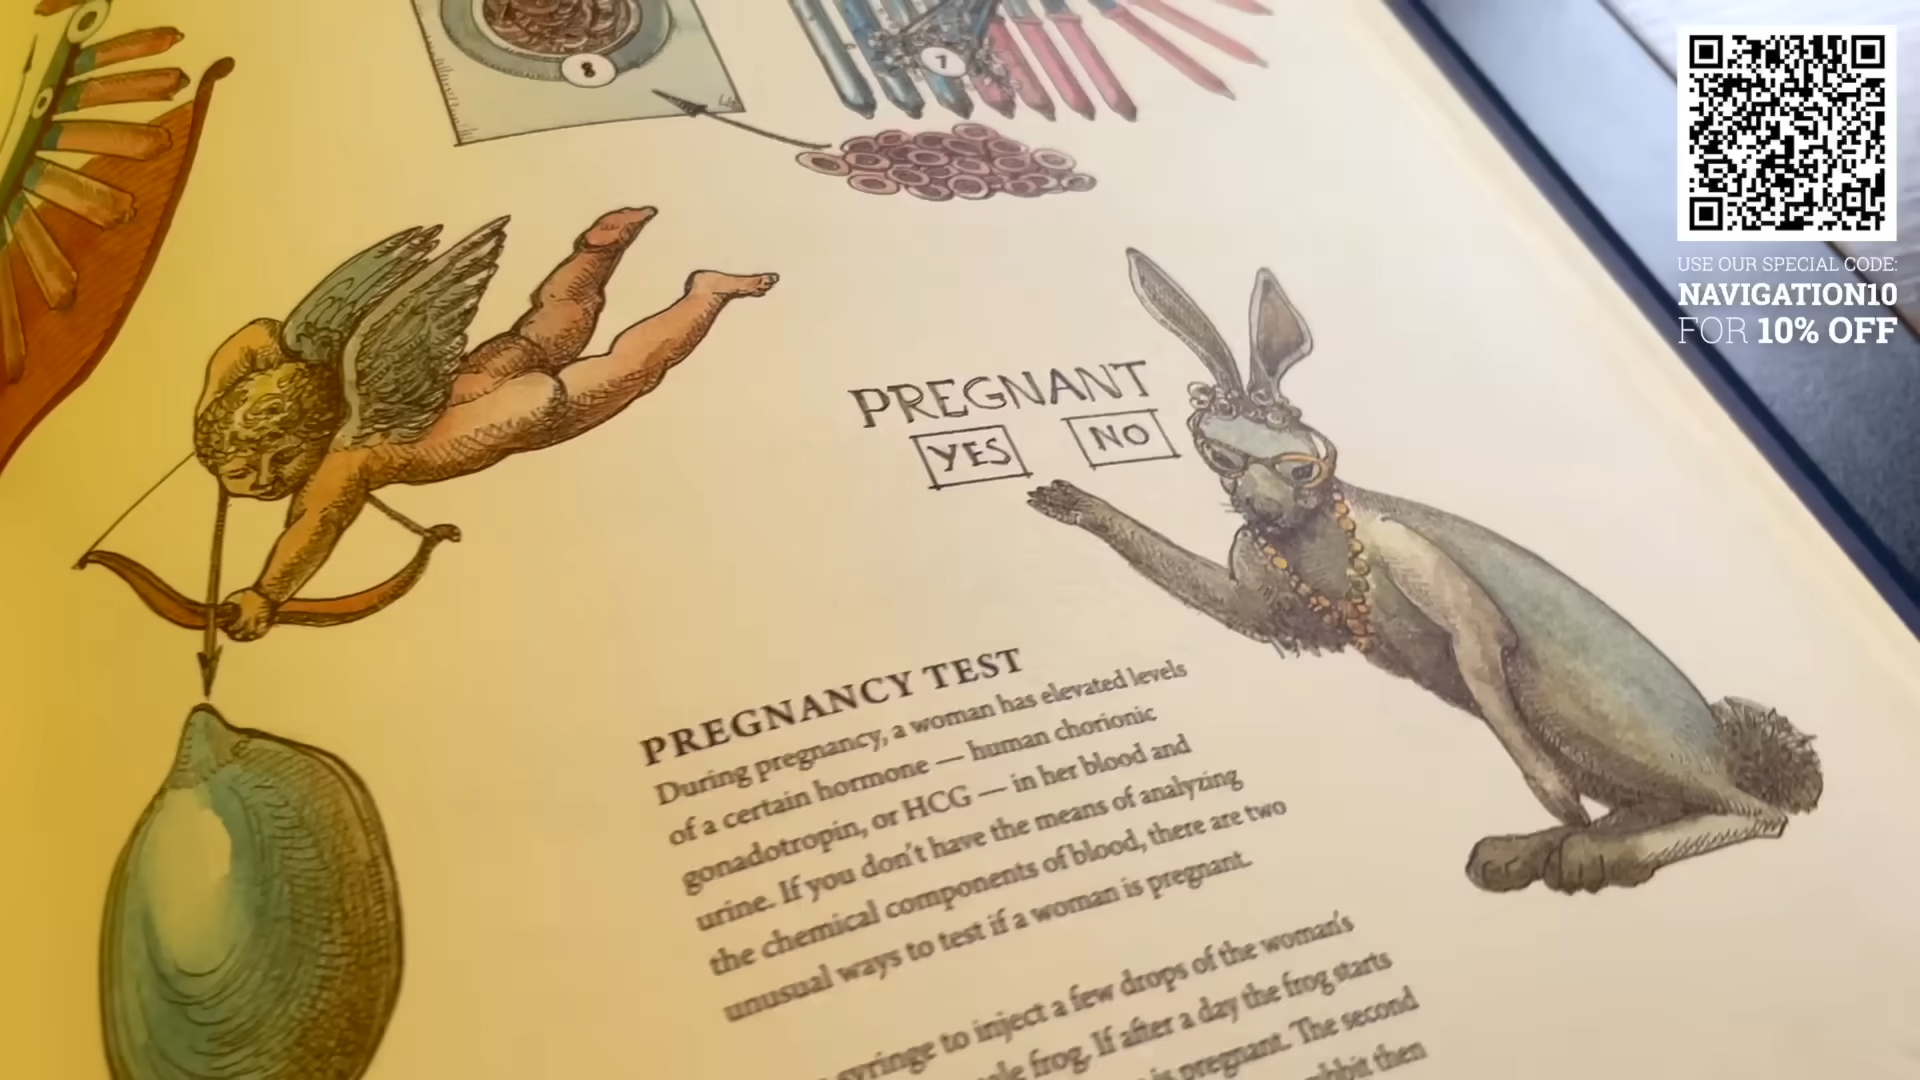 8
7
USE OUR SPECIAL CODE:
NAVIGATION10
FOR 10% OFF
PREGNANT
YES NO
PREGNANCY TEST
During pregnancy, a woman has elevated levels
of a certain hormone — human chorionic
gonadotropin, or HCG — in her blood and
urine. If you don't have the means of analyzing
the chemical components of blood, there are two
unusual ways to test if a woman is pregnant.
syringe to inject a few drops of the woman's
frog. If after a day the frog starts
is pregnant. The second
then